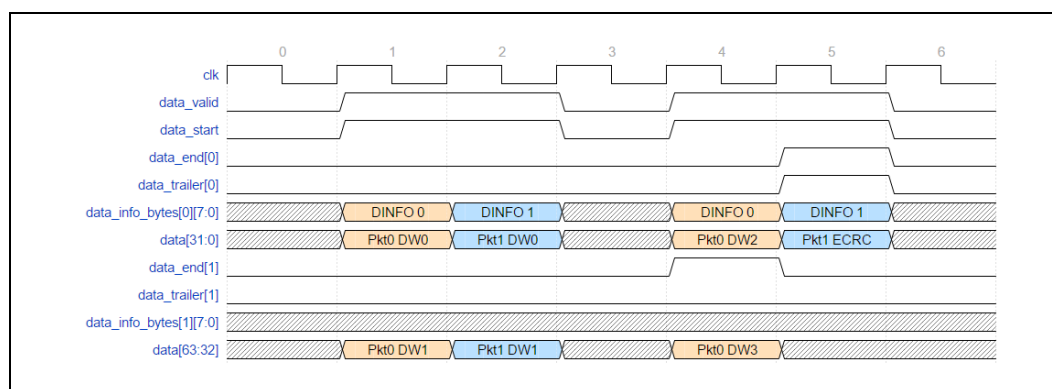 0 1 2 3 4 5 6
clk
data_valid
data_start
data_end[0]
data_trailer[0]
data_info_bytes[0][7:0] DINFO 0 DINFO 1 DINFO 0 DINFO 1
data[31:0] Pkt0 DW0 Pkt1 DW0 Pkt0 DW2 Pkt1 ECRC
data_end[1]
data_trailer[1]
data_info_bytes[1][7:0]
data[63:32] Pkt0 DW1 Pkt1 DW1 Pkt0 DW3